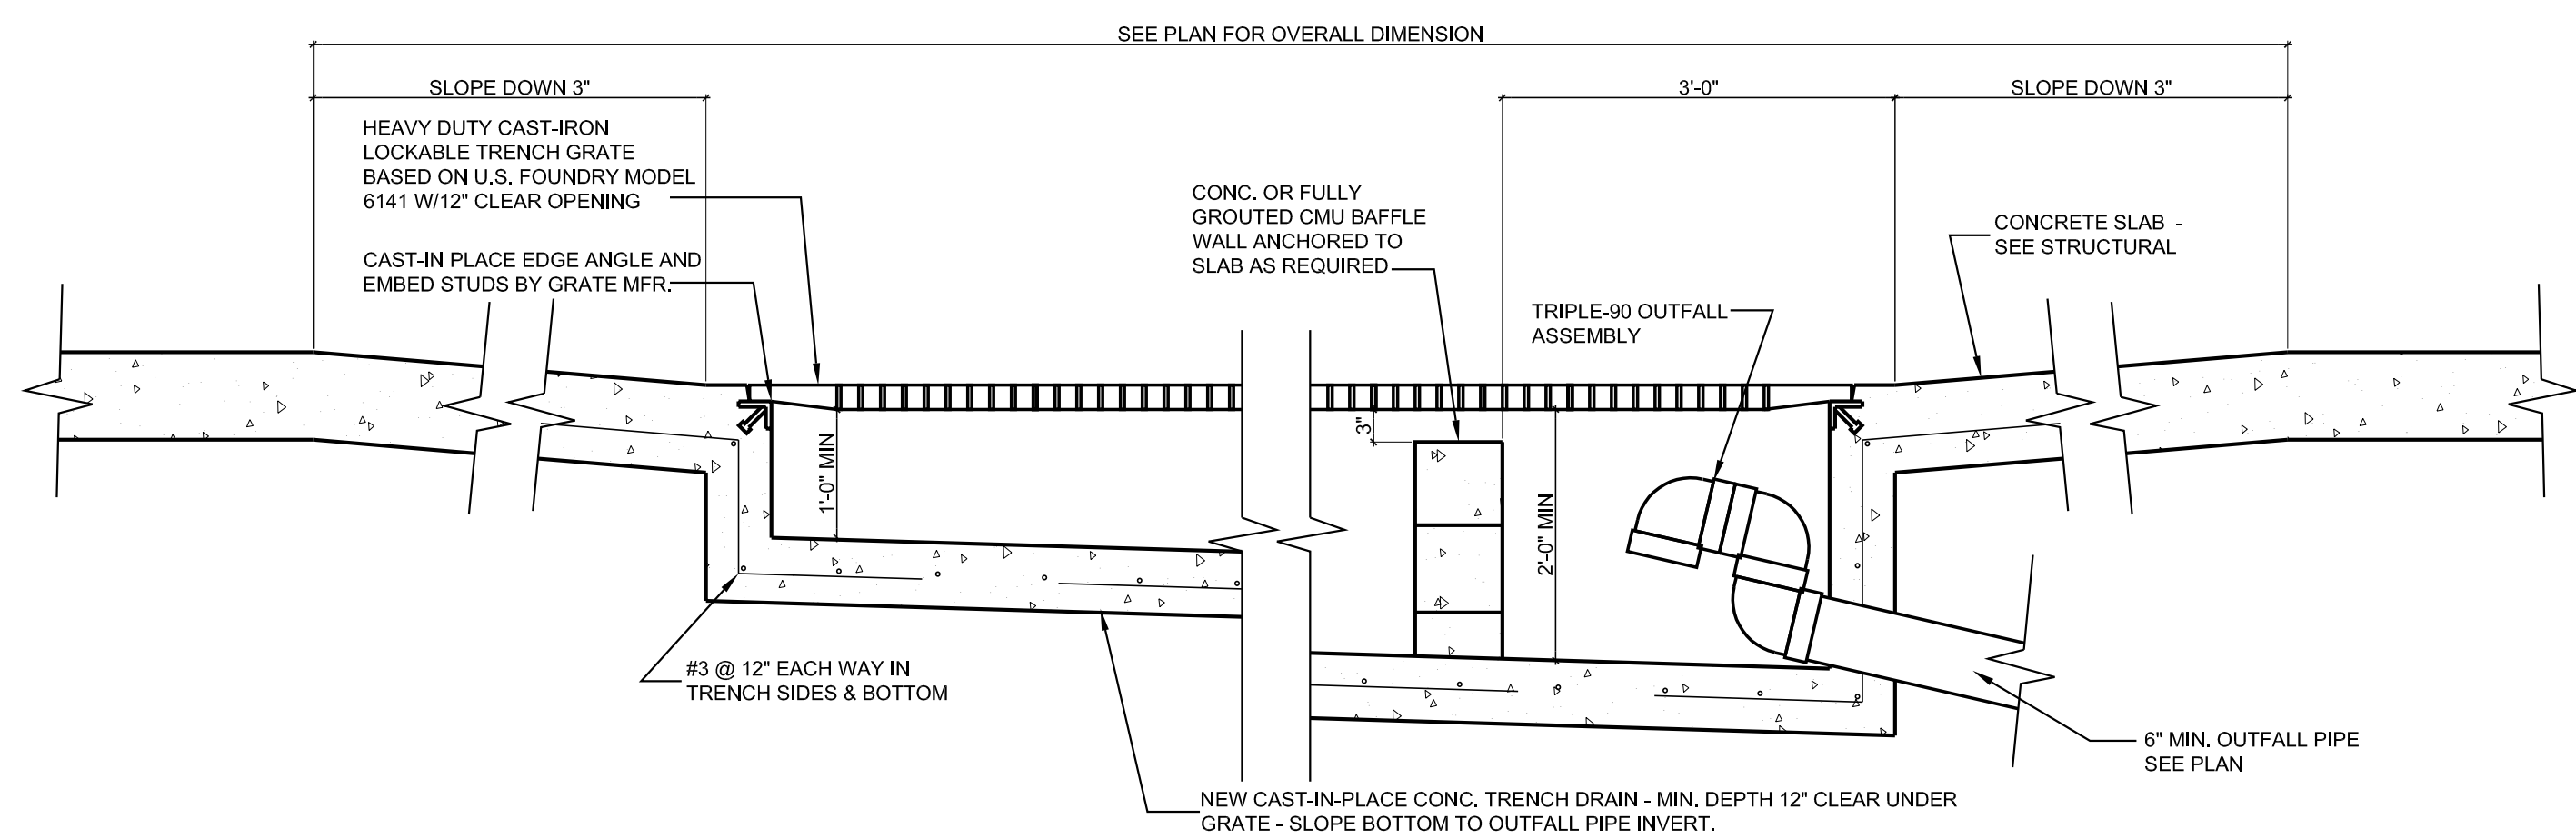 SEE PLAN FOR OVERALL DIMENSION
SLOPE DOWN 3"
3'-0"
SLOPE DOWN 3"
HEAVY DUTY CAST-IRON
LOCKABLE TRENCH GRATE
BASED ON U.S. FOUNDRY MODEL
6141 W/12" CLEAR OPENING
CAST-IN PLACE EDGE ANGLE AND
EMBED STUDS BY GRATE MFR.
CONC. OR FULLY
GROUTED CMU BAFFLE
WALL ANCHORED TO
SLAB AS REQUIRED
CONCRETE SLAB -
SEE STRUCTURAL
TRIPLE-90 OUTFALL
ASSEMBLY
3"
1'-0" MIN
2'-0" MIN
#3 @ 12" EACH WAY IN
TRENCH SIDES & BOTTOM
6" MIN. OUTFALL PIPE
SEE PLAN
NEW CAST-IN-PLACE CONC. TRENCH DRAIN - MIN. DEPTH 12" CLEAR UNDER
GRATE - SLOPE BOTTOM TO OUTFALL PIPE INVERT.